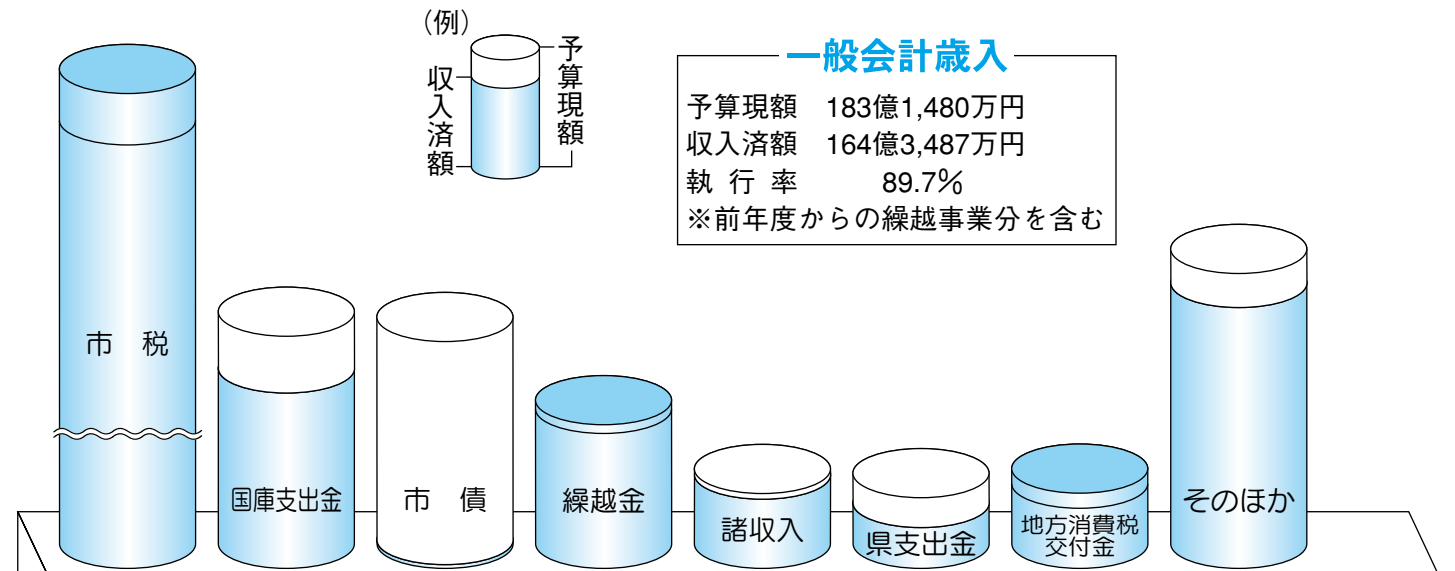 （例）
予算現額
収入済額
一般会計歳入
予算現額　183億1,480万円
収入済額　164億3,487万円
執 行 率　89.7％
※前年度からの繰越事業分を含む
市　税
国庫支出金
市　債
繰越金
諸収入
県支出金
地方消費税
交付金
そのほか